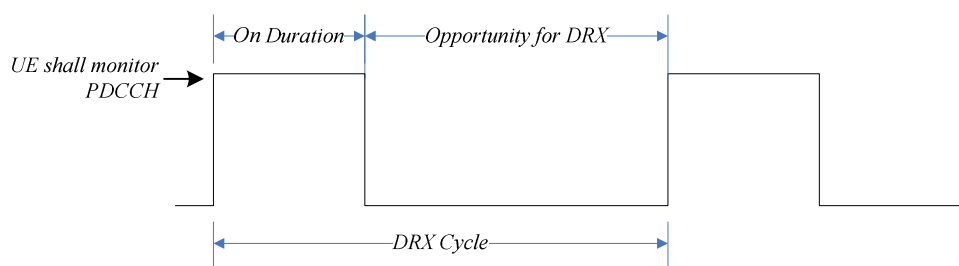 On Duration
Opportunity for DRX
UE shall monitor
PDCCH
DRX Cycle